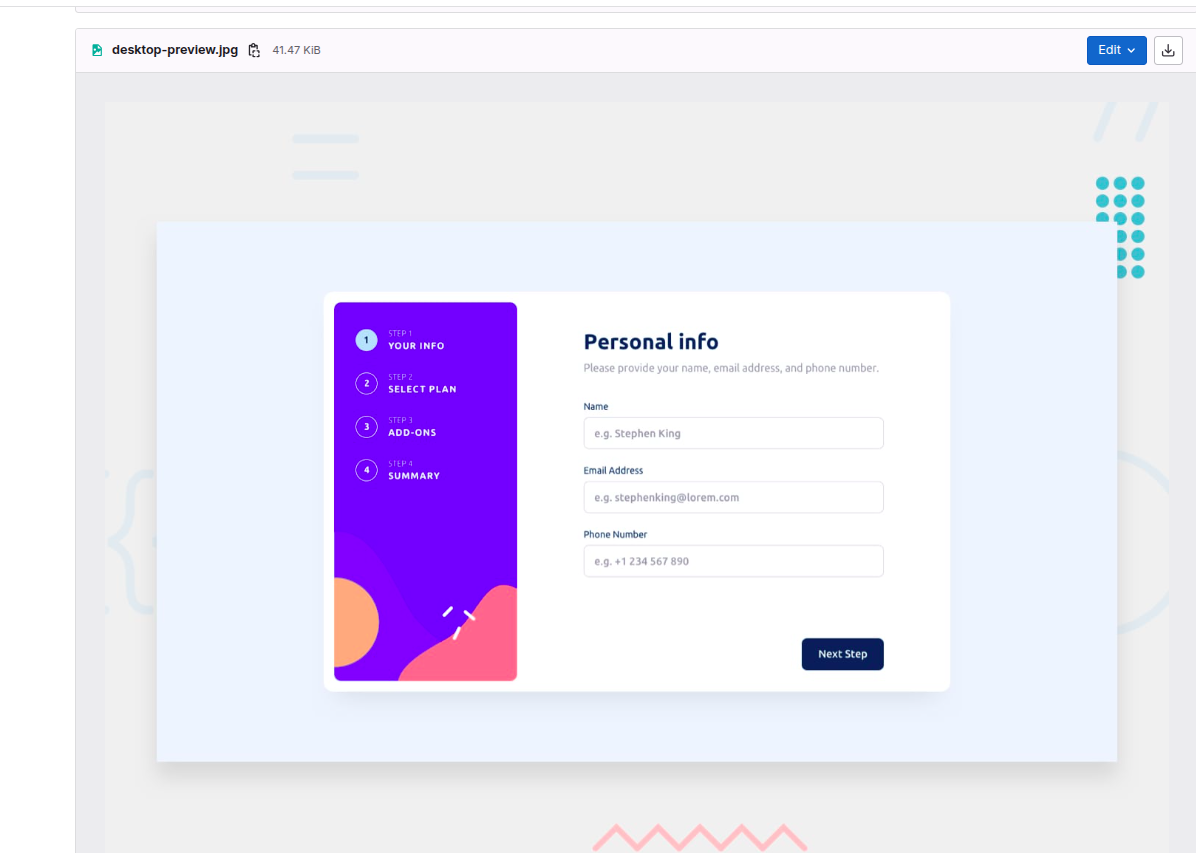 desktop-preview.jpg 41.47 KiB
Edit
1 STEP 1
YOUR INFO
2 STEP 2
SELECT PLAN
3 STEP 3
ADD-ONS
4 STEP 4
SUMMARY
Personal info
Please provide your name, email address, and phone number.
Name
e.g. Stephen King
Email Address
e.g. stephenking@lorem.com
Phone Number
e.g. +1 234 567 890
Next Step